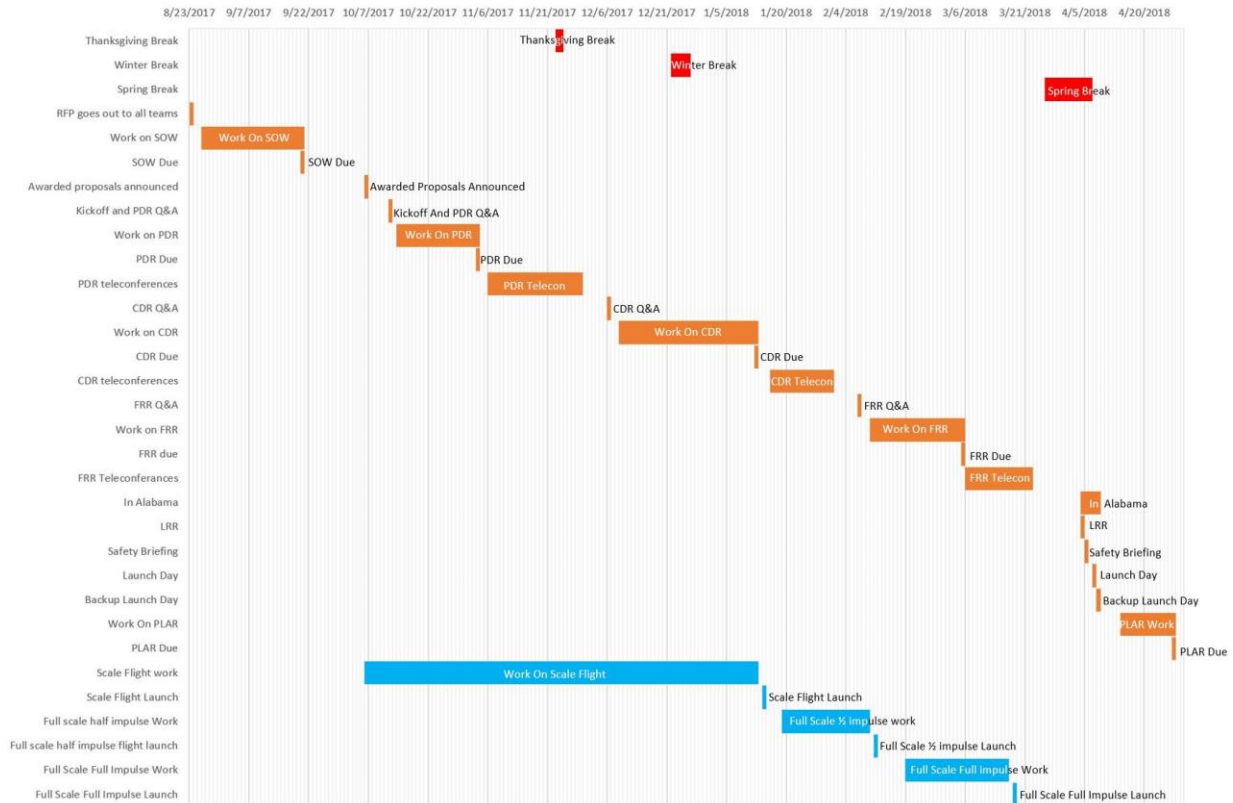 8/23/2017 9/7/2017 9/22/2017 10/7/2017 10/22/2017 11/6/2017 11/21/2017 12/6/2017 12/21/2017 1/5/2018 1/20/2018 2/4/2018 2/19/2018 3/6/2018 3/21/2018 4/5/2018 4/20/2018
Thanksgiving Break Thanksgiving Break
Winter Break Winter Break
Spring Break Spring Break
RFP goes out to all teams
Work on SOW Work On SOW
SOW Due SOW Due
Awarded proposals announced Awarded Proposals Announced
Kickoff and PDR Q&A Kickoff And PDR Q&A
Work on PDR Work On PDR
PDR Due PDR Due
PDR teleconferences PDR Telecon
CDR Q&A CDR Q&A
Work on CDR Work On CDR
CDR Due CDR Due
CDR teleconferences CDR Telecon
FRR Q&A FRR Q&A
Work on FRR Work On FRR
FRR due FRR Due
FRR Teleconferances FRR Telecon
In Alabama In Alabama
LRR LRR
Safety Briefing Safety Briefing
Launch Day Launch Day
Backup Launch Day Backup Launch Day
Work On PLAR PLAR Work
PLAR Due PLAR Due
Scale Flight work Work On Scale Flight
Scale Flight Launch Scale Flight Launch
Full scale half impulse Work Full Scale ½ impulse work
Full scale half impulse flight launch Full Scale ½ impulse Launch
Full Scale Full Impulse Work Full Scale Full impulse Work
Full Scale Full Impulse Launch Full Scale Full Impulse Launch